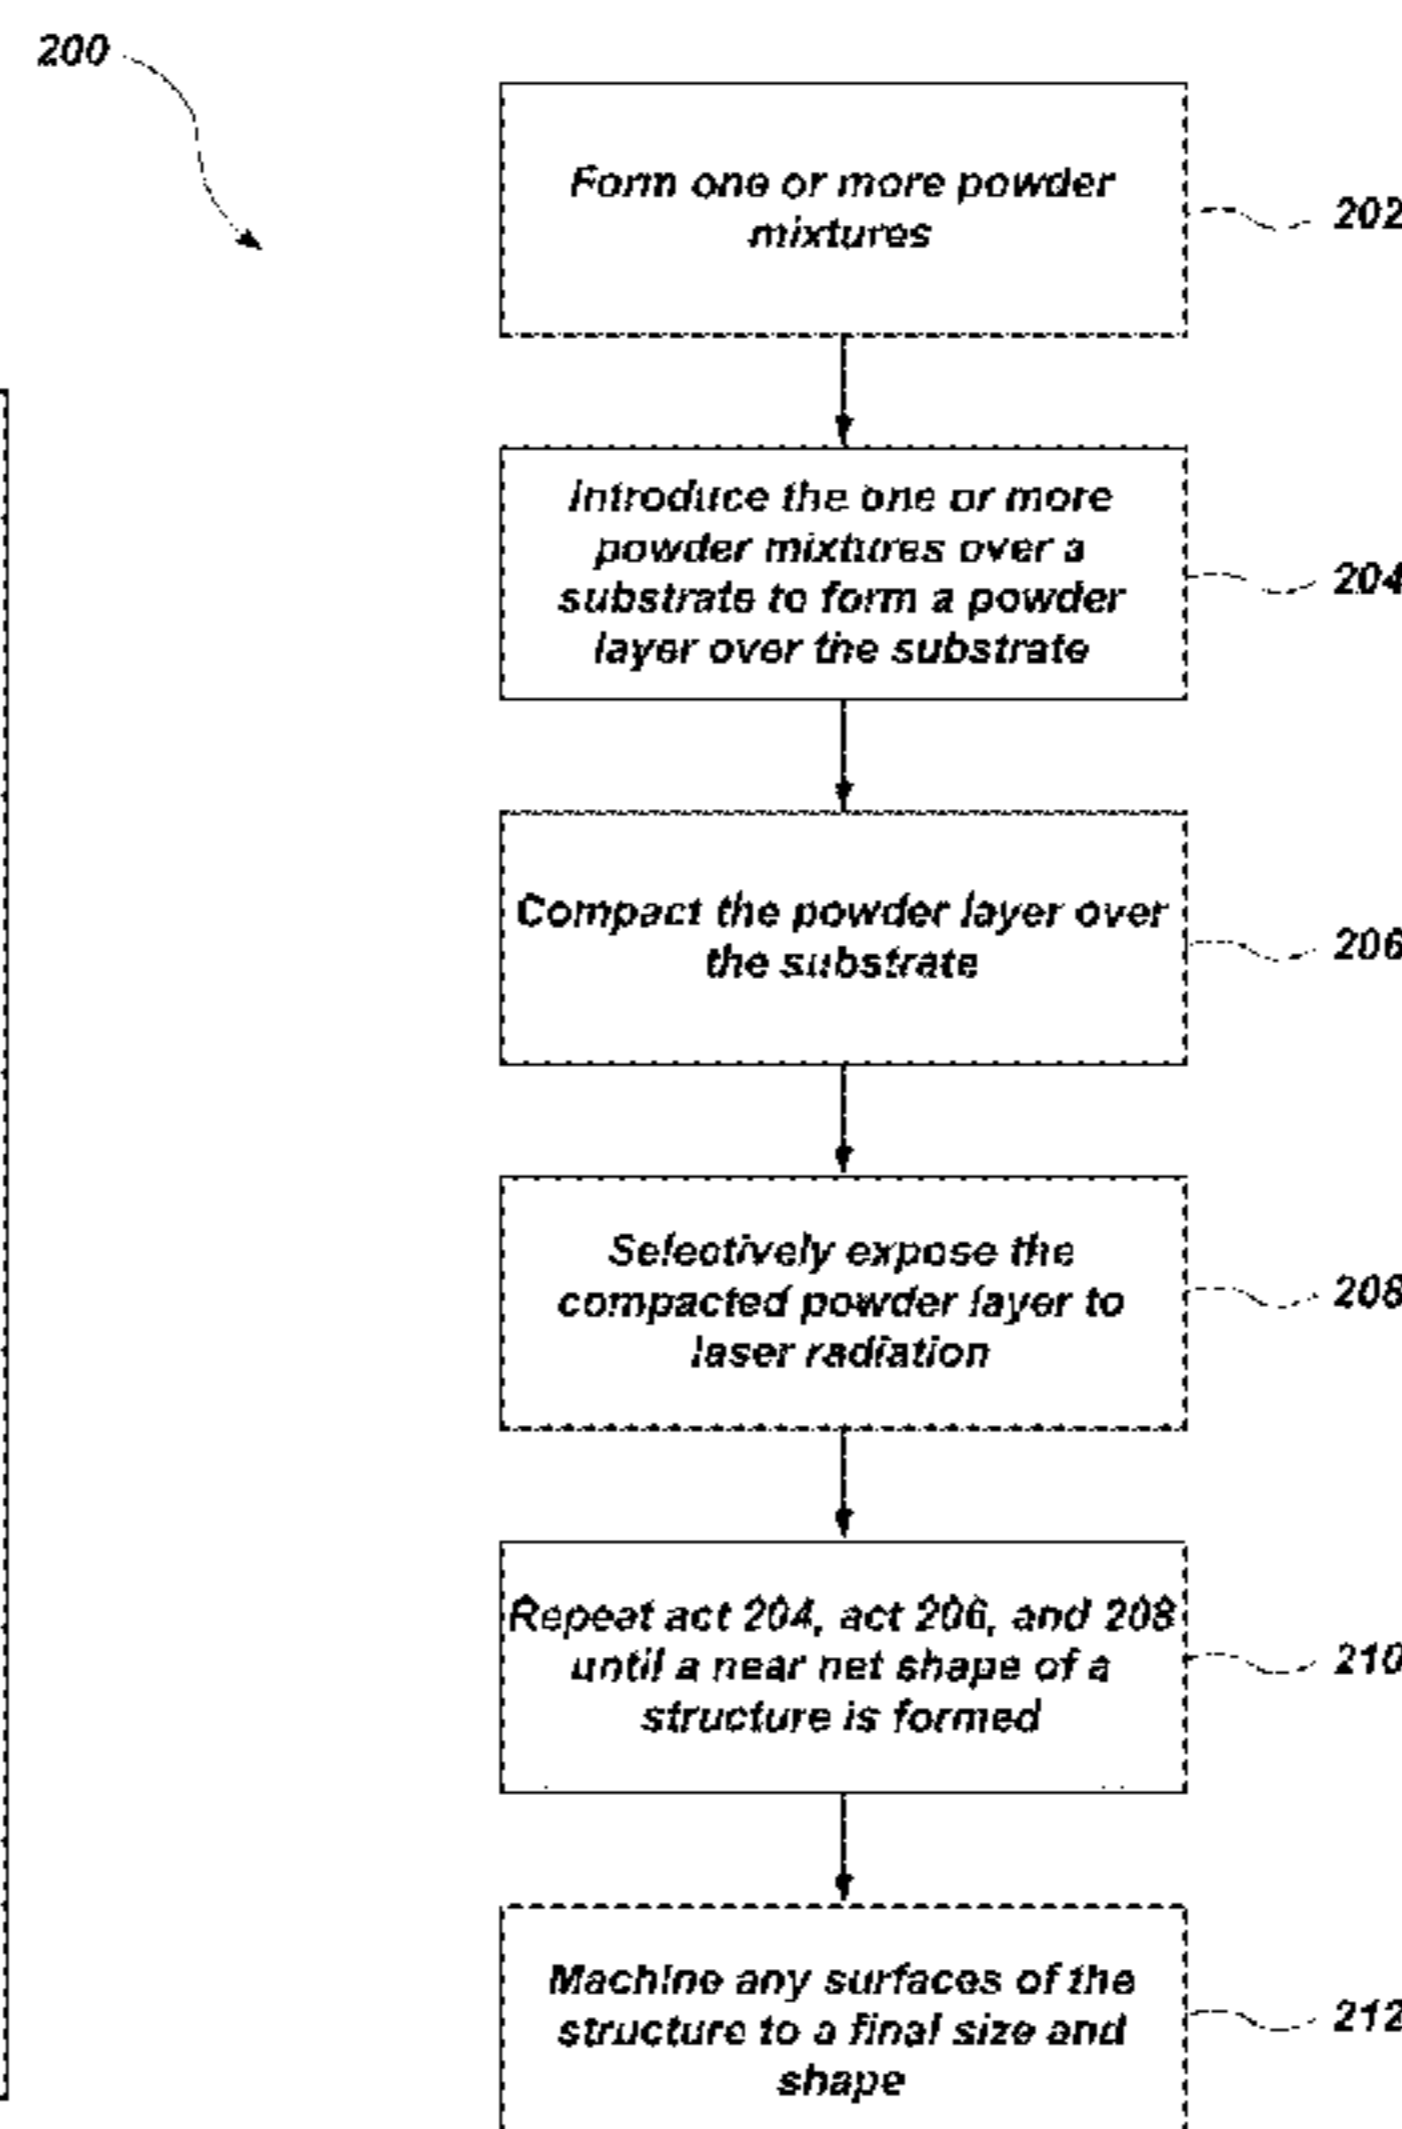 200
Form one or more powder
mixtures
202
Introduce the one or more
powder mixtures over a
substrate to form a powder
layer over the substrate
204
Compact the powder layer over
the substrate
206
Selectively expose the
compacted powder layer to
laser radiation
208
Repeat act 204, act 206, and 208
until a near net shape of a
structure is formed
210
Machine any surfaces of the
structure to a final size and
shape
212